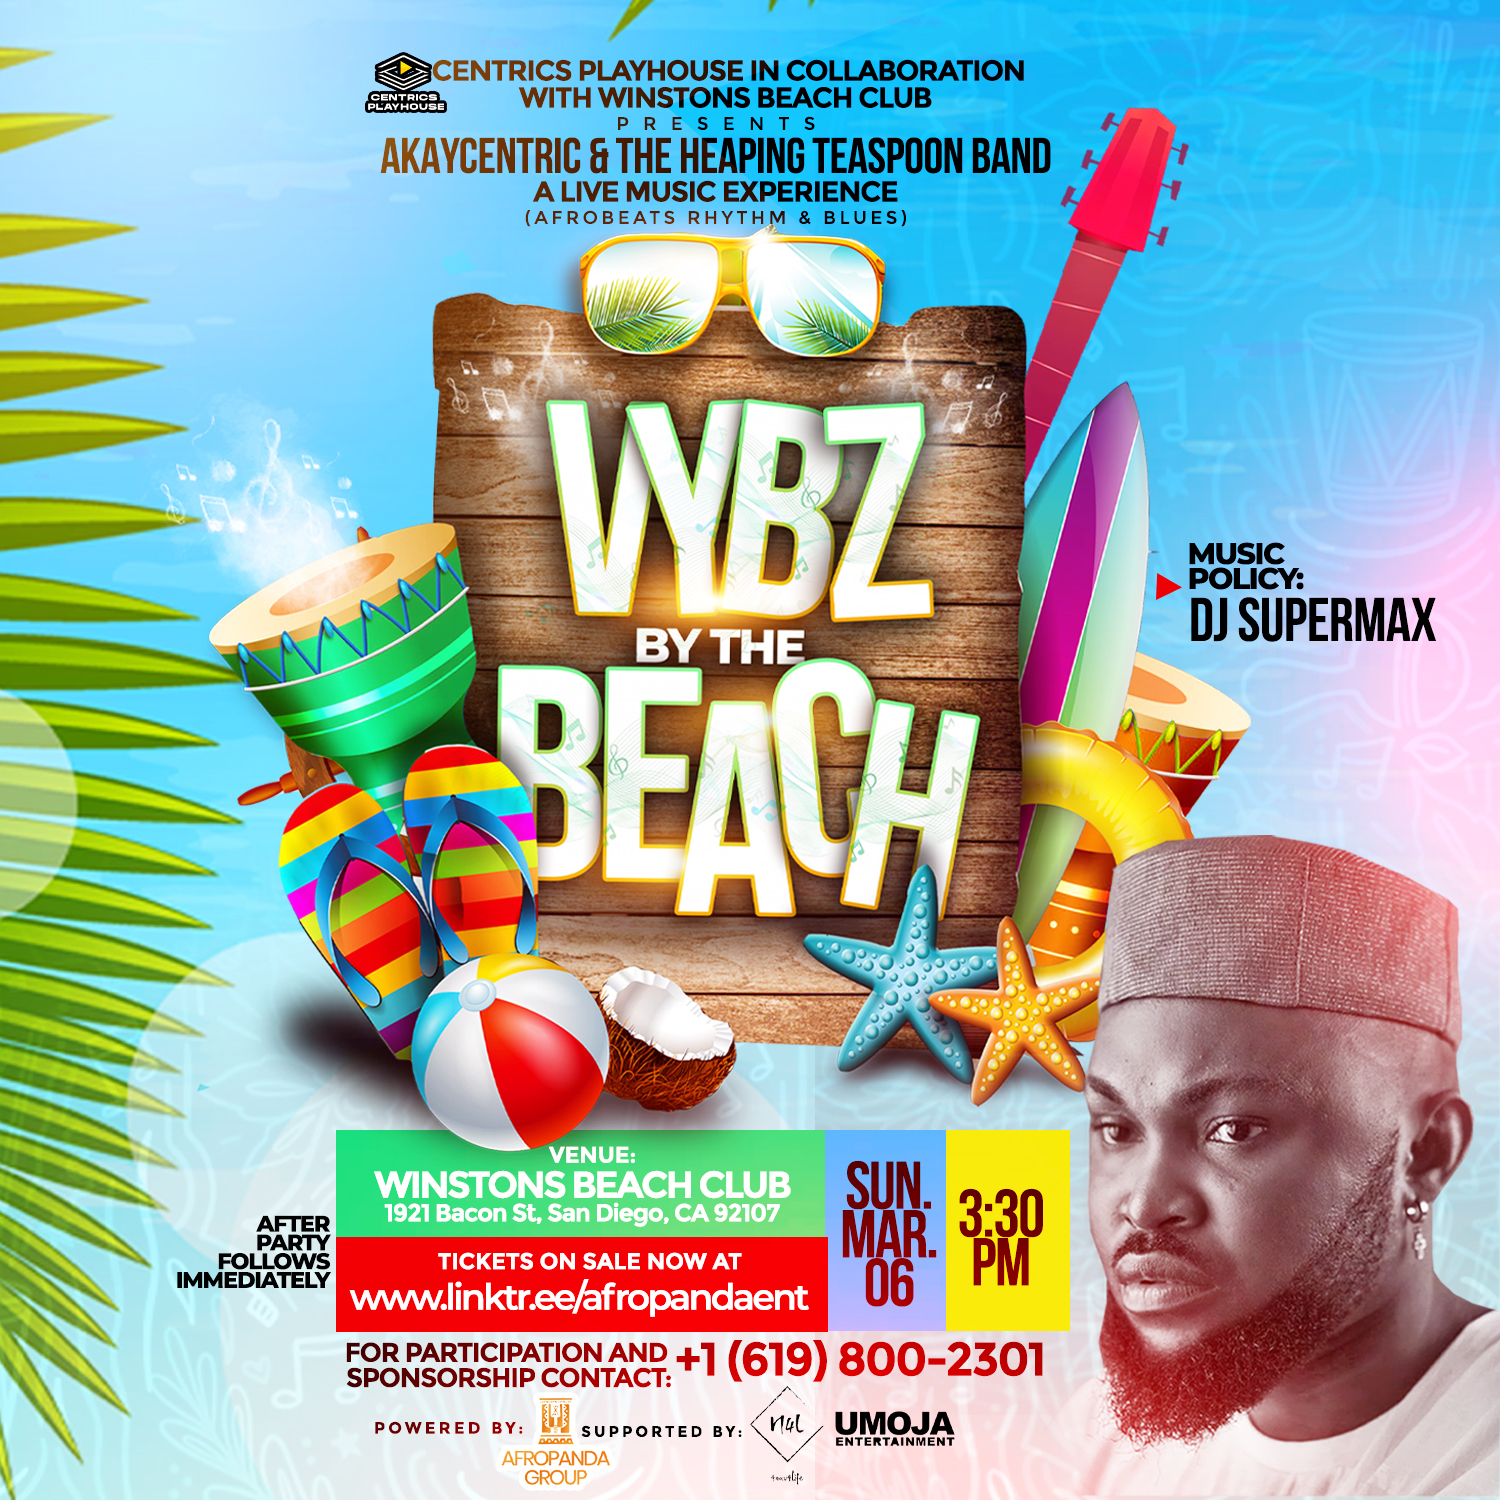 CENTRICS
PLAYHOUSE
CENTRICS PLAYHOUSE IN COLLABORATION
WITH WINSTONS BEACH CLUB
PRESENTS
AKAYCENTRIC & THE HEAPING TEASPOON BAND
A LIVE MUSIC EXPERIENCE
(AFROBEATS RHYTHM & BLUES)
VYBZ
BY THE
BEACH
MUSIC
POLICY:
DJ SUPERMAX
VENUE:
WINSTONS BEACH CLUB
1921 Bacon St, San Diego, CA 92107
SUN.
MAR.
06
3:30
PM
AFTER
PARTY
FOLLOWS
IMMEDIATELY
TICKETS ON SALE NOW AT
www.linktr.ee/afropandaent
FOR PARTICIPATION AND
SPONSORSHIP CONTACT:
+1 (619) 800-2301
POWERED BY:
AFROPANDA
GROUP
SUPPORTED BY:
n4l
UMOJA
ENTERTAINMENT